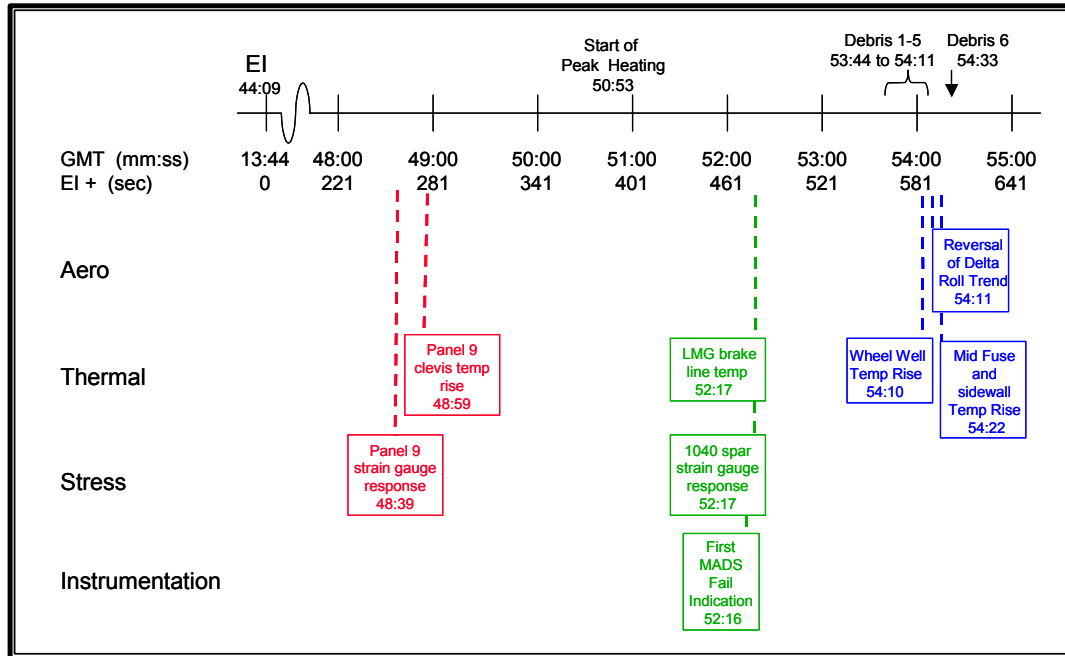 EI
44:09
Start of
Peak Heating
50:53
Debris 1-5
53:44 to 54:11
Debris 6
54:33
GMT (mm:ss) 13:44 48:00 49:00 50:00 51:00 52:00 53:00 54:00 55:00
EI + (sec) 0 221 281 341 401 461 521 581 641
Aero
Reversal
of Delta
Roll Trend
54:11
Thermal
Panel 9
clevis temp
rise
48:59
LMG brake
line temp
52:17
Wheel Well
Temp Rise
54:10
Mid Fuse
and
sidewall
Temp Rise
54:22
Stress
Panel 9
strain gauge
response
48:39
1040 spar
strain gauge
response
52:17
Instrumentation
First
MADS
Fail
Indication
52:16